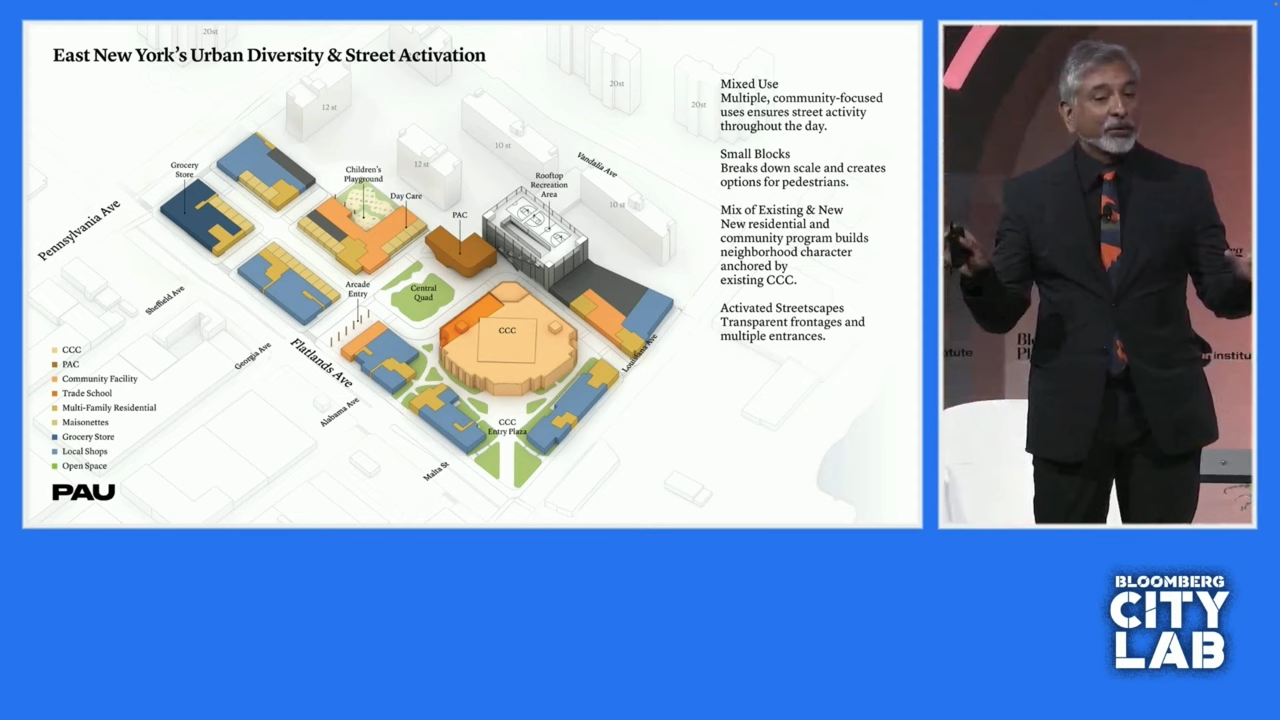 East New York's Urban Diversity & Street Activation
20st
12 st
20st
20st
10 st
12 st
10 st
Vandalia Ave
Pennsylvania Ave
Grocery
Store
Children's
Playground
Day Care
PAC
Rooftop
Recreation
Area
Sheffield Ave
Arcade
Entry
Central
Quad
CCC
Georgia Ave
Flatlands Ave
Louisiana Ave
Alabama Ave
CCC
Entry Plaza
Malta St
CCC
PAC
Community Facility
Trade School
Multi-Family Residential
Maisonettes
Grocery Store
Local Shops
Open Space
PAU
Mixed Use
Multiple, community-focused
uses ensures street activity
throughout the day.
Small Blocks
Breaks down scale and creates
options for pedestrians.
Mix of Existing & New
New residential and
community program builds
neighborhood character
anchored by
existing CCC.
Activated Streetscapes
Transparent frontages and
multiple entrances.
BLOOMBERG
CITY
LAB